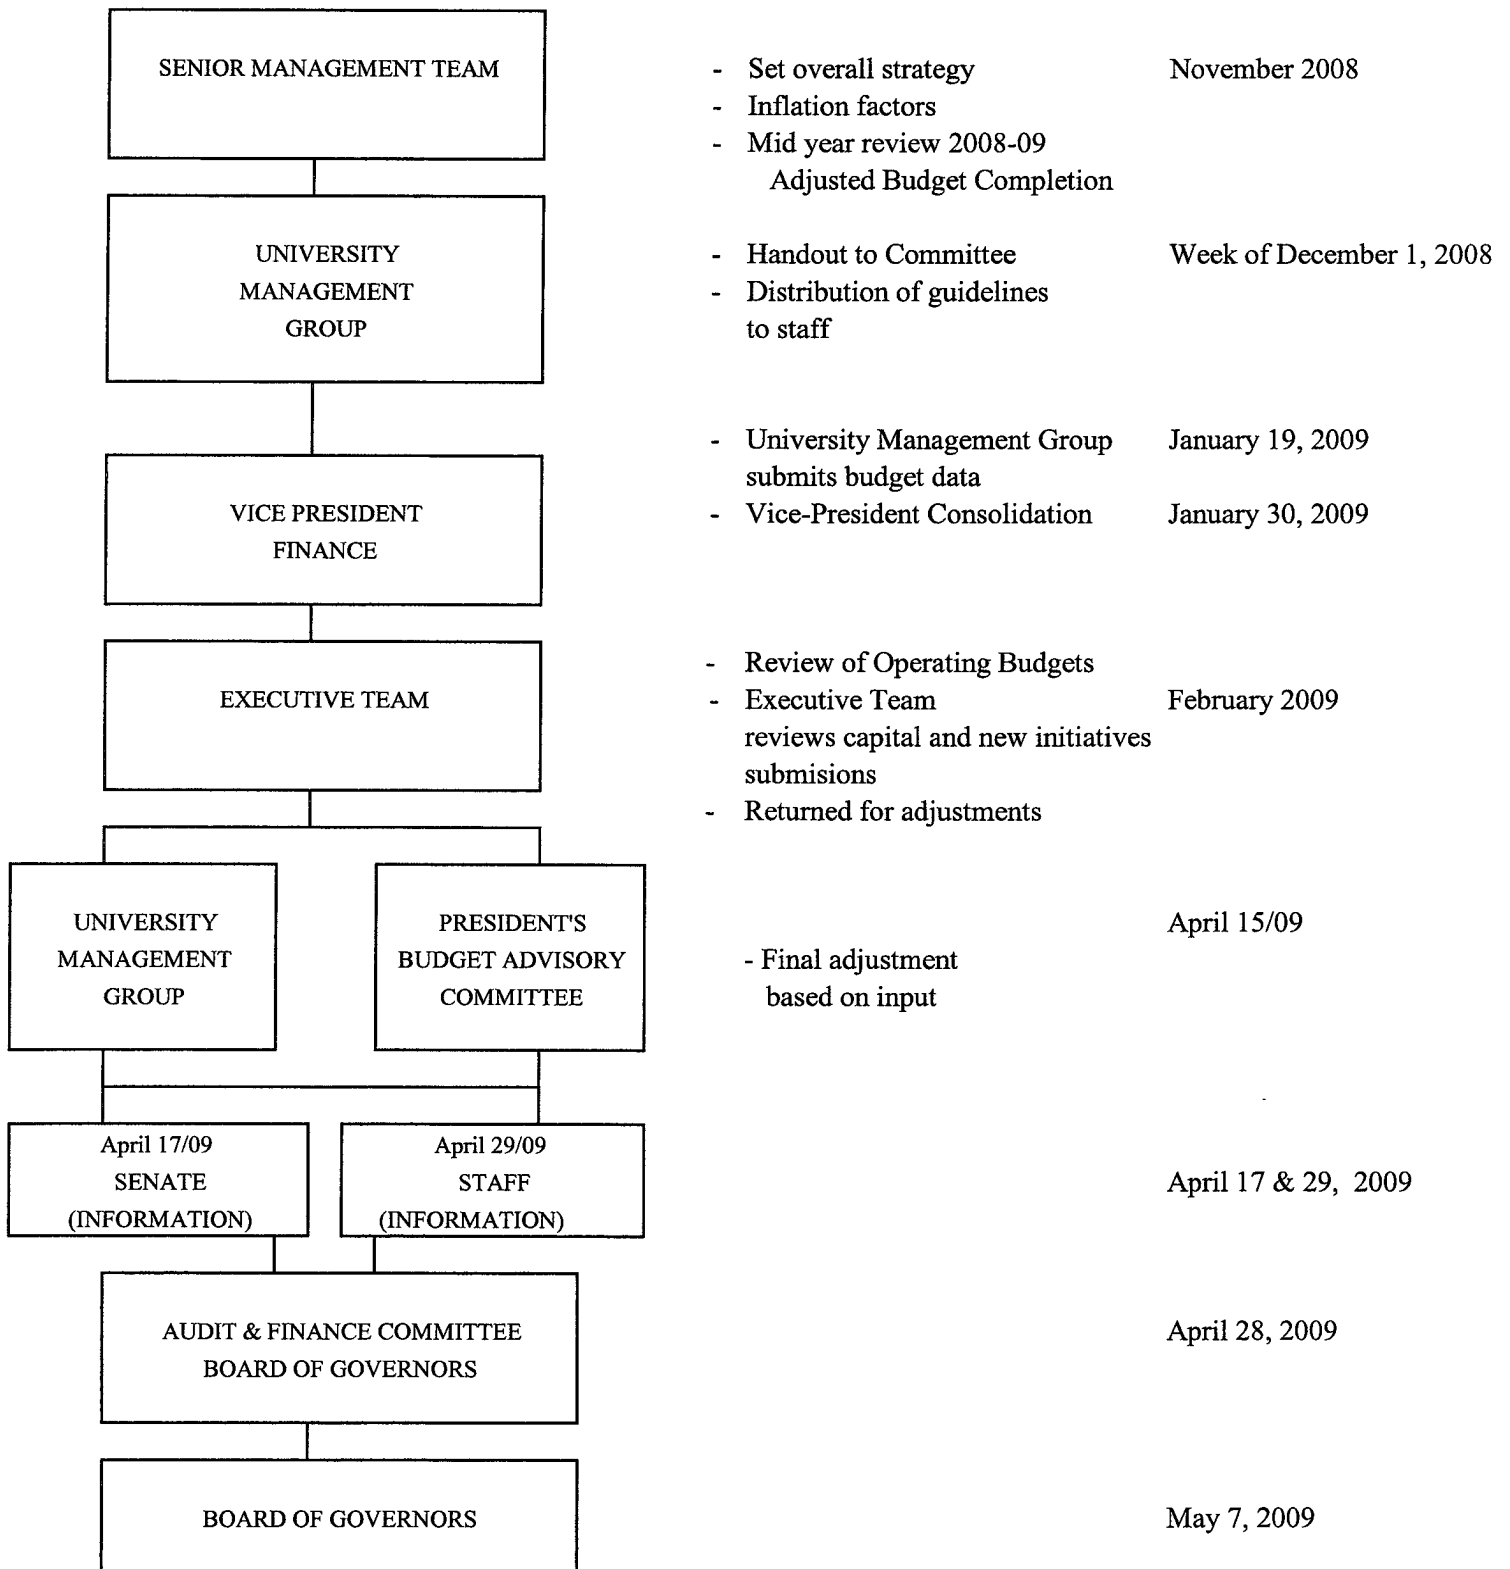 SENIOR MANAGEMENT TEAM
- Set overall strategy
November 2008
- Inflation factors
- Mid year review 2008-09
Adjusted Budget Completion
UNIVERSITY
MANAGEMENT
GROUP
- Handout to Committee
Week of December 1, 2008
- Distribution of guidelines
to staff
- University Management Group
January 19, 2009
submits budget data
VICE PRESIDENT
FINANCE
- Vice-President Consolidation
January 30, 2009
EXECUTIVE TEAM
- Review of Operating Budgets
- Executive Team
February 2009
reviews capital and new initiatives
submisions
- Returned for adjustments
UNIVERSITY
MANAGEMENT
GROUP
PRESIDENT'S
BUDGET ADVISORY
COMMITTEE
April 15/09
- Final adjustment
based on input
April 17/09
SENATE
(INFORMATION)
April 29/09
STAFF
(INFORMATION)
April 17 & 29, 2009
AUDIT & FINANCE COMMITTEE
BOARD OF GOVERNORS
April 28, 2009
BOARD OF GOVERNORS
May 7, 2009